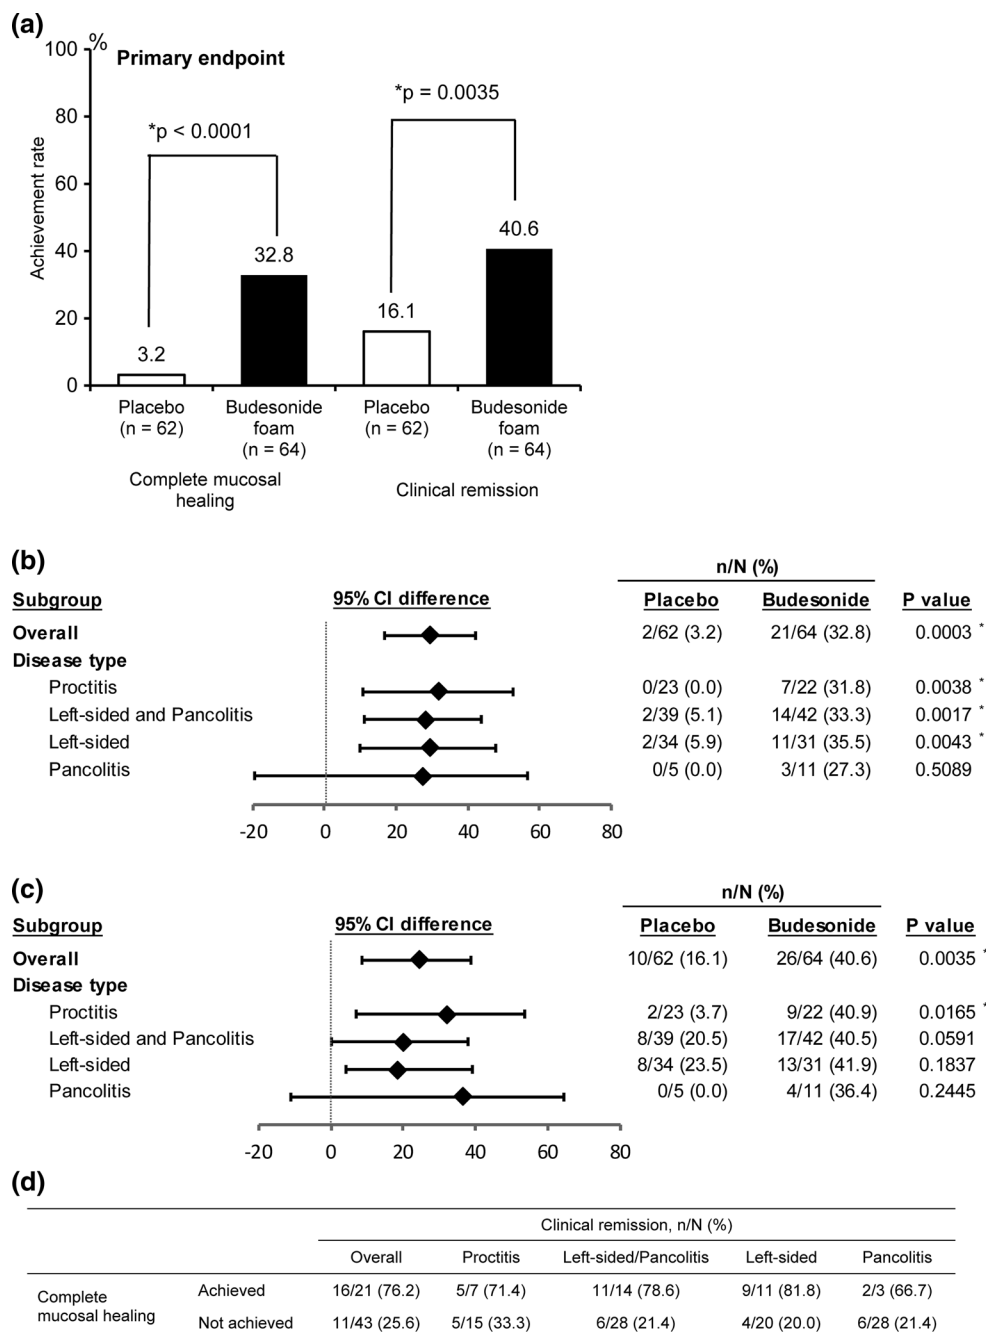 (a)
%
100
Primary endpoint
80
60
40
20
0
Achievement rate
*p < 0.0001
*p = 0.0035
3.2
32.8
16.1
40.6
Placebo
(n = 62)
Budesonide
foam
(n = 64)
Placebo
(n = 62)
Budesonide
foam
(n = 64)
Complete mucosal
healing
Clinical remission
(b)
n/N (%)
Subgroup 95% CI difference Placebo Budesonide P value
Overall 2/62 (3.2) 21/64 (32.8) 0.0003 *
Disease type
Proctitis 0/23 (0.0) 7/22 (31.8) 0.0038 *
Left-sided and Pancolitis 2/39 (5.1) 14/42 (33.3) 0.0017 *
Left-sided 2/34 (5.9) 11/31 (35.5) 0.0043 *
Pancolitis 0/5 (0.0) 3/11 (27.3) 0.5089
-20 0 20 40 60 80
(c)
n/N (%)
Subgroup 95% CI difference Placebo Budesonide P value
Overall 10/62 (16.1) 26/64 (40.6) 0.0035 *
Disease type
Proctitis 2/23 (3.7) 9/22 (40.9) 0.0165 *
Left-sided and Pancolitis 8/39 (20.5) 17/42 (40.5) 0.0591
Left-sided 8/34 (23.5) 13/31 (41.9) 0.1837
Pancolitis 0/5 (0.0) 4/11 (36.4) 0.2445
-20 0 20 40 60 80
(d)
Clinical remission, n/N (%)
Overall Proctitis Left-sided/Pancolitis Left-sided Pancolitis
Complete
mucosal healing
Achieved 16/21 (76.2) 5/7 (71.4) 11/14 (78.6) 9/11 (81.8) 2/3 (66.7)
Not achieved 11/43 (25.6) 5/15 (33.3) 6/28 (21.4) 4/20 (20.0) 6/28 (21.4)